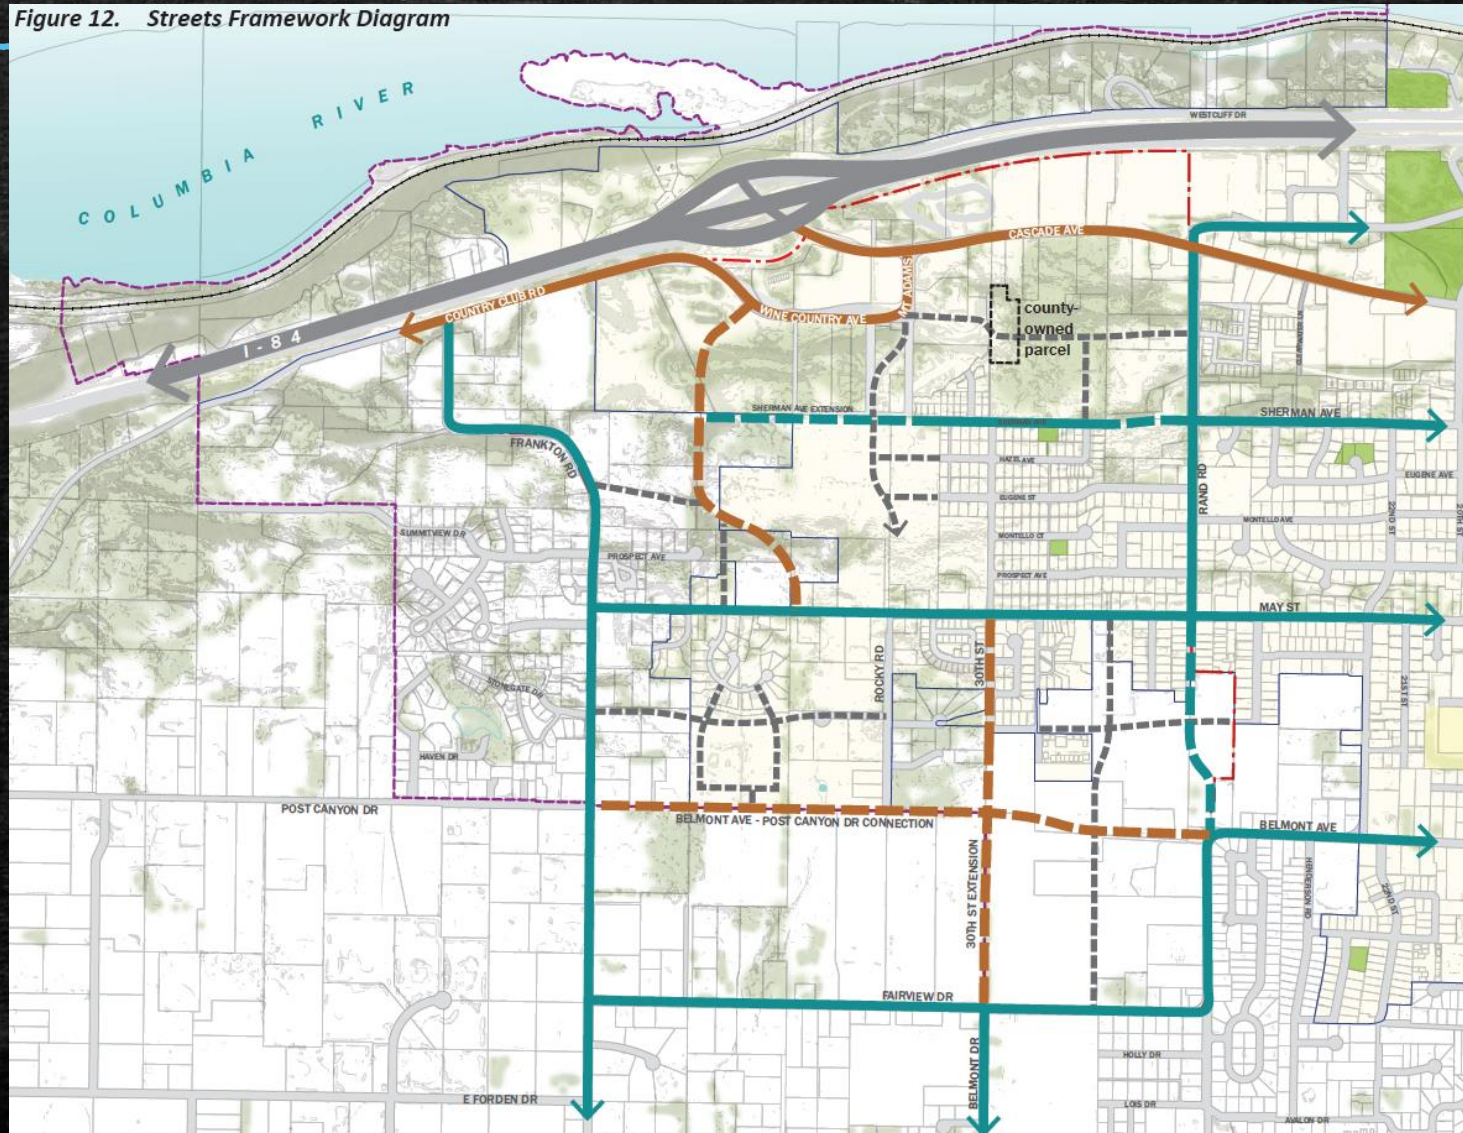 Figure 12. Streets Framework Diagram
COLUMBIA RIVER
WESTCLIFF DR
I-84
COUNTRY CLUB RD
CASCADE AVE
MT ADAMS
WINE COUNTRY AVE
county-
owned
parcel
SHERMAN AVE EXTENSION
SHERMAN AVE
FRANKTON RD
HAZEL AVE
EUGENE ST
EUGENE AVE
RAND RD
MONTELLO AVE
22ND ST
20TH ST
SUMMITVIEW DR
PROSPECT AVE
MONTELLO CT
PROSPECT AVE
MAY ST
ROCKY RD
30TH ST
21ST ST
STONEGATE DR
HAVEN DR
POST CANYON DR
BELMONT AVE - POST CANYON DR CONNECTION
BELMONT AVE
HENDERSON RD
22ND ST
30TH ST EXTENSION
FAIRVIEW DR
BELMONT DR
HOLLY DR
E FORDEN DR
LOIS DR
AVALON DR